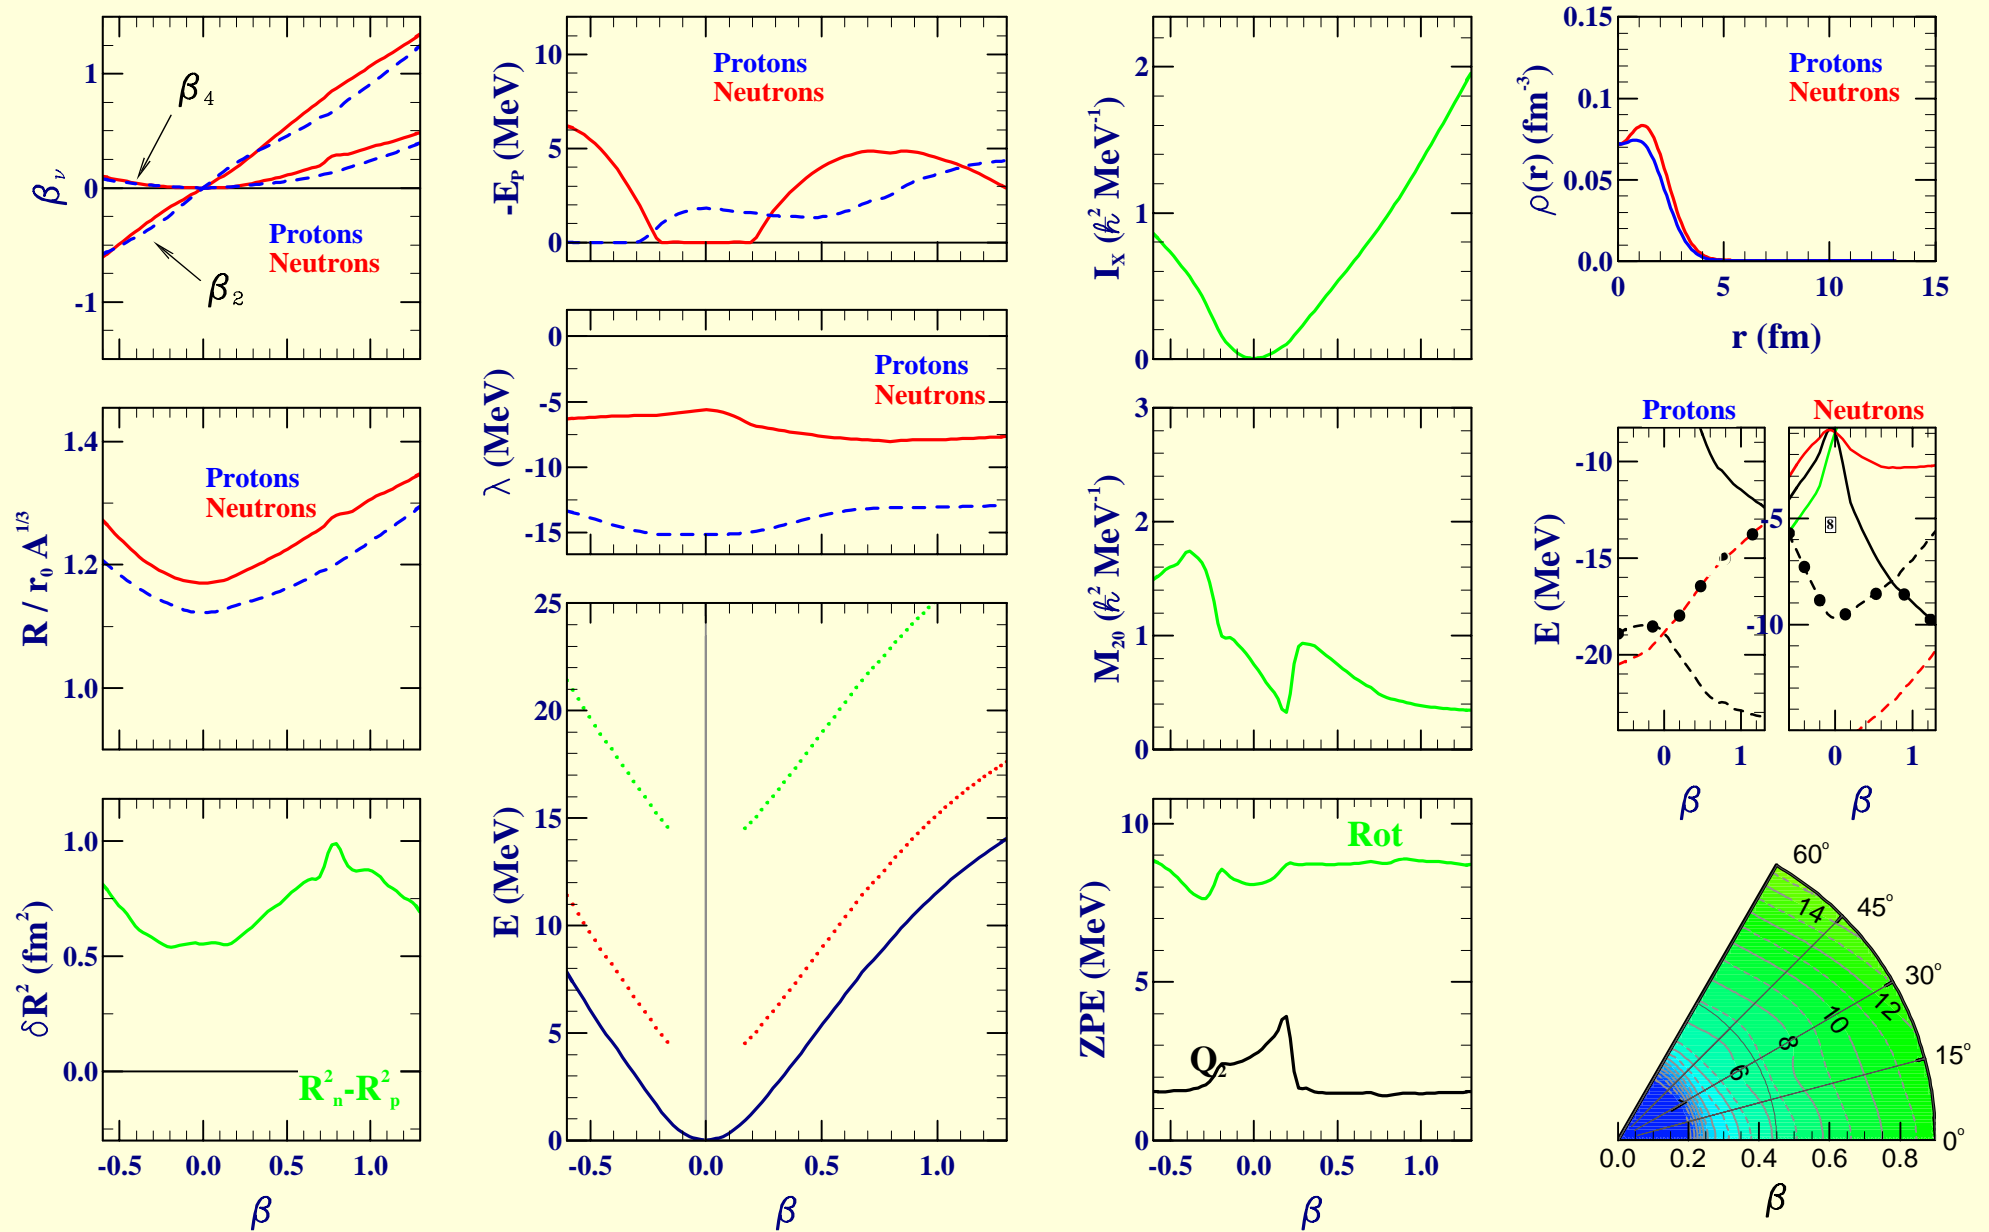 1
0
-1
β_ν
β₄
β₂
Protons
Neutrons
1.4
1.2
1.0
R / r₀ A^{1/3}
Protons
Neutrons
1.0
0.5
0.0
δR² (fm²)
R²ₙ-R²ₚ
-0.5 0.0 0.5 1.0
β
10
5
0
-E_P (MeV)
Protons
Neutrons
0
-5
-10
-15
λ (MeV)
Protons
Neutrons
25
20
15
10
5
0
E (MeV)
-0.5 0.0 0.5 1.0
β
2
1
0
I_X (ℏ² MeV⁻¹)
3
2
1
0
M₂₀ (ℏ² MeV⁻¹)
10
5
0
ZPE (MeV)
Rot
Q₂
-0.5 0.0 0.5 1.0
β
0.15
0.1
0.05
0.0
ρ(r) (fm⁻³)
Protons
Neutrons
0 5 10 15
r (fm)
Protons Neutrons
-10
-15
-20
E (MeV)
-5
-10
8
0 1 0 1
β β
60°
45°
30°
15°
0°
14
12
10
8
6
0.0 0.2 0.4 0.6 0.8
β